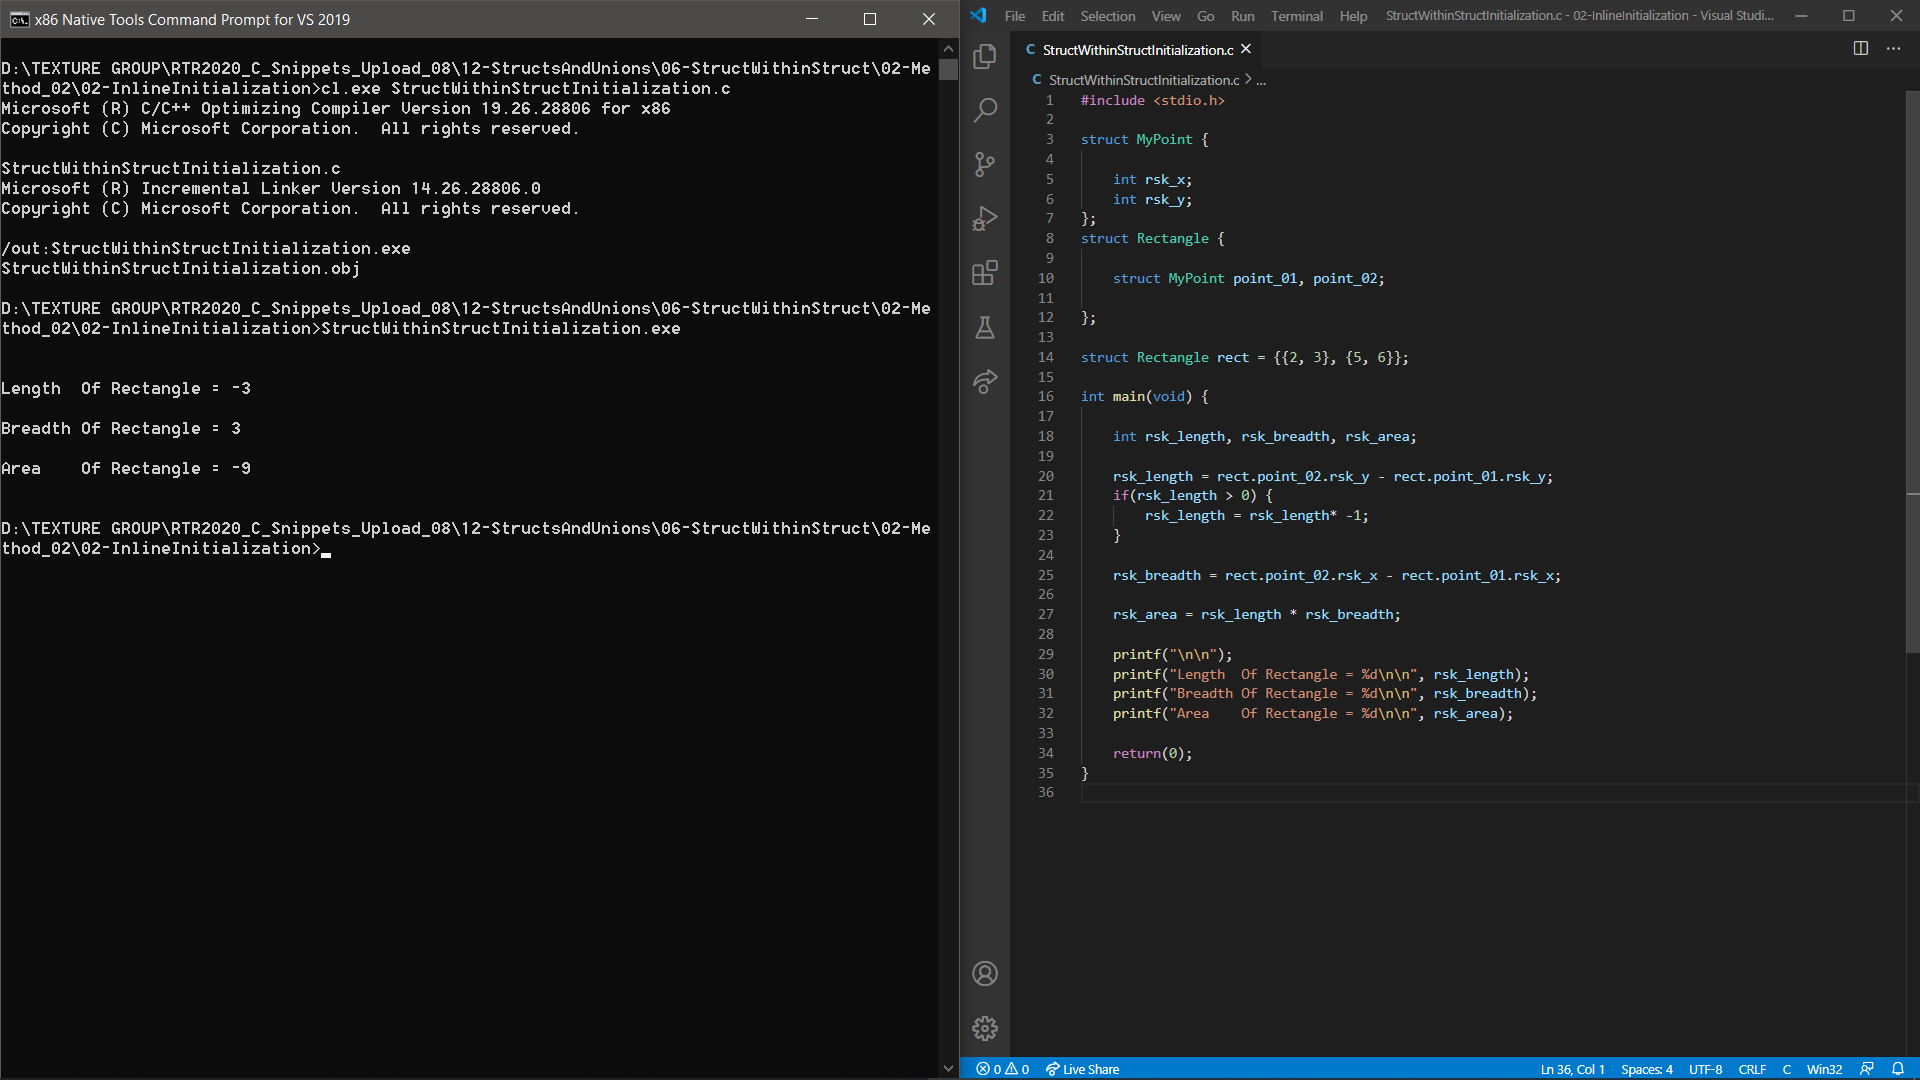 x86 Native Tools Command Prompt for VS 2019
D:\TEXTURE GROUP\RTR2020_C_Snippets_Upload_08\12-StructsAndUnions\06-StructWithinStruct\02-Me
thod_02\02-InlineInitialization>cl.exe StructWithinStructInitialization.c
Microsoft (R) C/C++ Optimizing Compiler Version 19.26.28806 for x86
Copyright (C) Microsoft Corporation.  All rights reserved.
StructWithinStructInitialization.c
Microsoft (R) Incremental Linker Version 14.26.28806.0
Copyright (C) Microsoft Corporation.  All rights reserved.
/out:StructWithinStructInitialization.exe
StructWithinStructInitialization.obj
D:\TEXTURE GROUP\RTR2020_C_Snippets_Upload_08\12-StructsAndUnions\06-StructWithinStruct\02-Me
thod_02\02-InlineInitialization>StructWithinStructInitialization.exe
Length  Of Rectangle = -3
Breadth Of Rectangle = 3
Area    Of Rectangle = -9
D:\TEXTURE GROUP\RTR2020_C_Snippets_Upload_08\12-StructsAndUnions\06-StructWithinStruct\02-Me
thod_02\02-InlineInitialization>
File Edit Selection View Go Run Terminal Help StructWithinStructInitialization.c - 02-InlineInitialization - Visual Studi...
C StructWithinStructInitialization.c
C StructWithinStructInitialization.c > ...
1 #include <stdio.h>
2
3 struct MyPoint {
4
5     int rsk_x;
6     int rsk_y;
7 };
8 struct Rectangle {
9
10     struct MyPoint point_01, point_02;
11
12 };
13
14 struct Rectangle rect = {{2, 3}, {5, 6}};
15
16 int main(void) {
17
18     int rsk_length, rsk_breadth, rsk_area;
19
20     rsk_length = rect.point_02.rsk_y - rect.point_01.rsk_y;
21     if(rsk_length > 0) {
22         rsk_length = rsk_length* -1;
23     }
24
25     rsk_breadth = rect.point_02.rsk_x - rect.point_01.rsk_x;
26
27     rsk_area = rsk_length * rsk_breadth;
28
29     printf("\n\n");
30     printf("Length  Of Rectangle = %d\n\n", rsk_length);
31     printf("Breadth Of Rectangle = %d\n\n", rsk_breadth);
32     printf("Area    Of Rectangle = %d\n\n", rsk_area);
33
34     return(0);
35 }
36
0 0 Live Share Ln 36, Col 1 Spaces: 4 UTF-8 CRLF C Win32